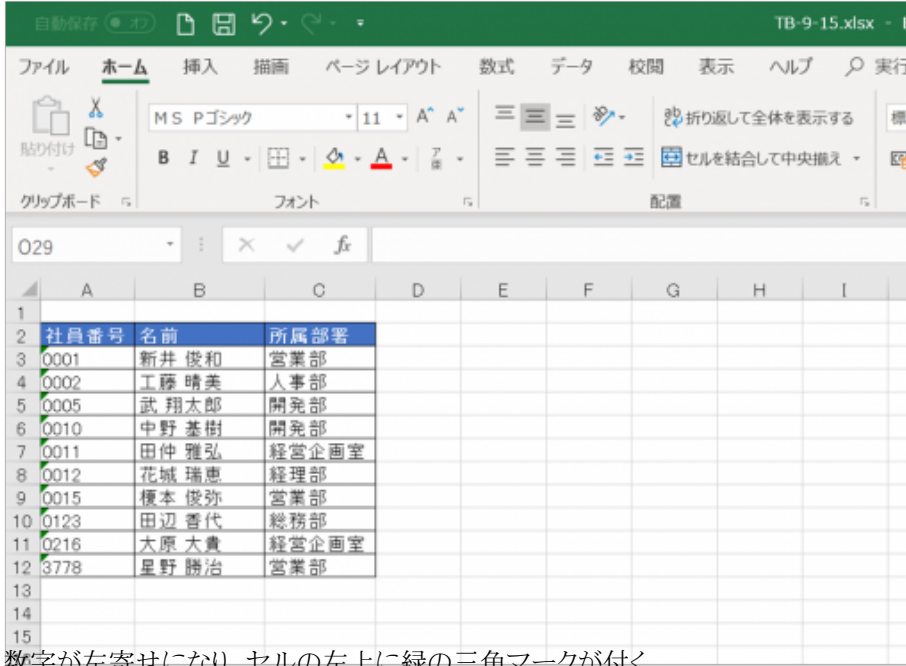 自動保存 オフ TB-9-15.xlsx -
ファイル ホーム 挿入 描画 ページ レイアウト 数式 データ 校閲 表示 ヘルプ 実行
貼り付け
ＭＳ Ｐゴシック 11 A^ A˅ 折り返して全体を表示する 標
B I U A セルを結合して中央揃え
クリップボード フォント 配置
O29 fx
A B C D E F G H I
1
2 社員番号 名前 所属部署
3 0001 新井 俊和 営業部
4 0002 工藤 晴美 人事部
5 0005 武 翔太郎 開発部
6 0010 中野 基樹 開発部
7 0011 田仲 雅弘 経営企画室
8 0012 花城 瑞恵 経理部
9 0015 榎本 俊弥 営業部
10 0123 田辺 香代 総務部
11 0216 大原 大貴 経営企画室
12 3778 星野 勝治 営業部
13
14
15
数字が左寄せになり、セルの左上に緑の三角マークが付く